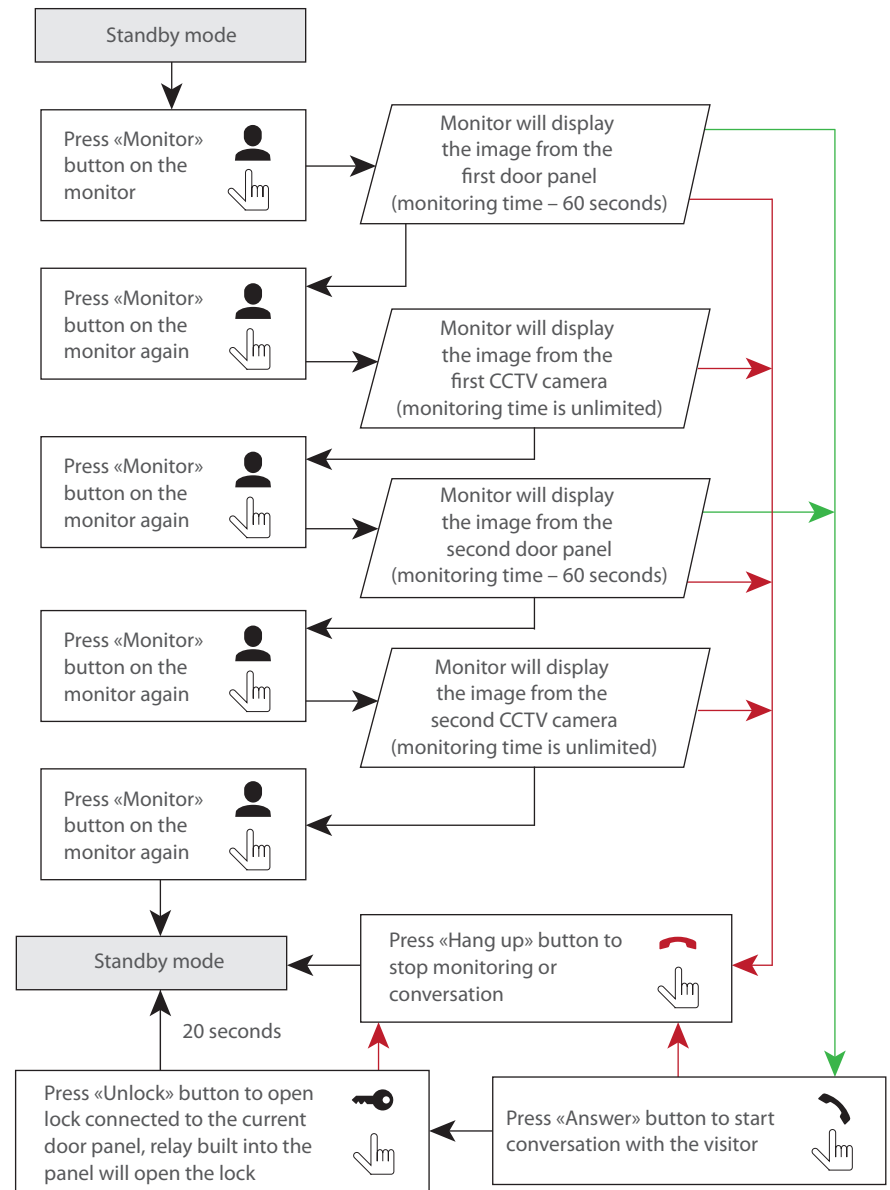 Standby mode
Press «Monitor»
button on the
monitor
Monitor will display
the image from the
first door panel
(monitoring time – 60 seconds)
Press «Monitor»
button on the
monitor again
Monitor will display
the image from the
first CCTV camera
(monitoring time is unlimited)
Press «Monitor»
button on the
monitor again
Monitor will display
the image from the
second door panel
(monitoring time – 60 seconds)
Press «Monitor»
button on the
monitor again
Monitor will display
the image from the
second CCTV camera
(monitoring time is unlimited)
Press «Monitor»
button on the
monitor again
Standby mode
Press «Hang up» button to
stop monitoring or
conversation
20 seconds
Press «Unlock» button to open
lock connected to the current
door panel, relay built into the
panel will open the lock
Press «Answer» button to start
conversation with the visitor